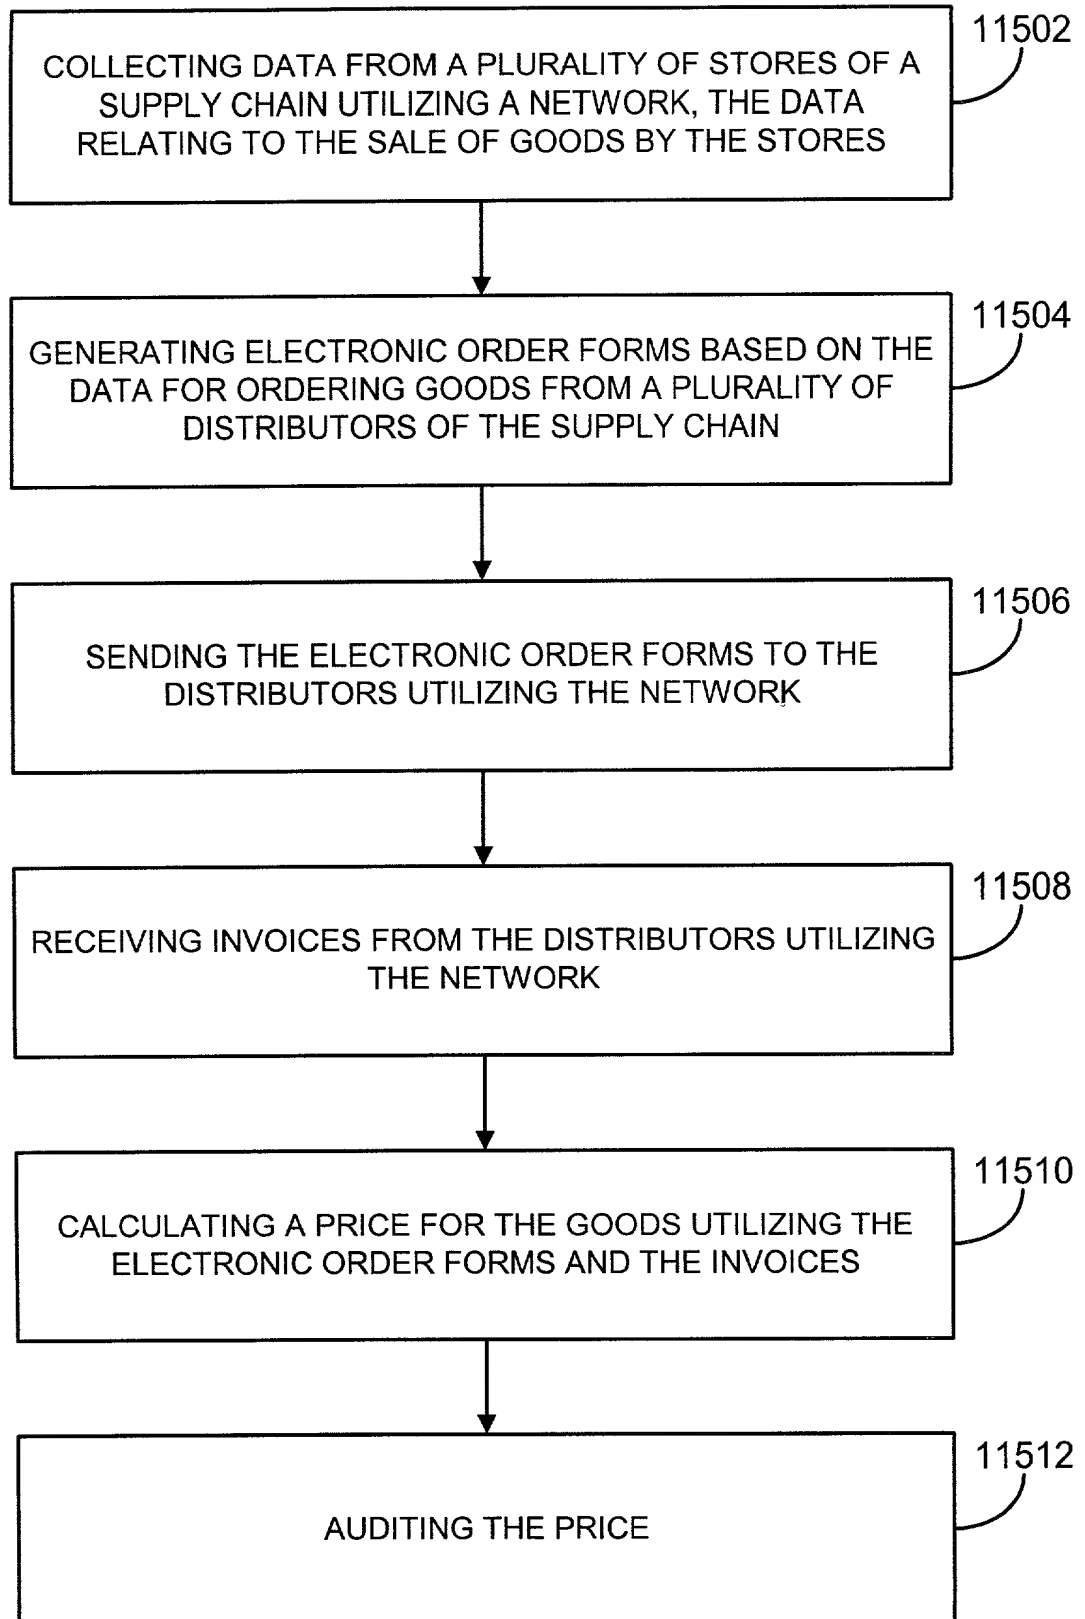 11502
COLLECTING DATA FROM A PLURALITY OF STORES OF A
SUPPLY CHAIN UTILIZING A NETWORK, THE DATA
RELATING TO THE SALE OF GOODS BY THE STORES
11504
GENERATING ELECTRONIC ORDER FORMS BASED ON THE
DATA FOR ORDERING GOODS FROM A PLURALITY OF
DISTRIBUTORS OF THE SUPPLY CHAIN
11506
SENDING THE ELECTRONIC ORDER FORMS TO THE
DISTRIBUTORS UTILIZING THE NETWORK
11508
RECEIVING INVOICES FROM THE DISTRIBUTORS UTILIZING
THE NETWORK
11510
CALCULATING A PRICE FOR THE GOODS UTILIZING THE
ELECTRONIC ORDER FORMS AND THE INVOICES
11512
AUDITING THE PRICE